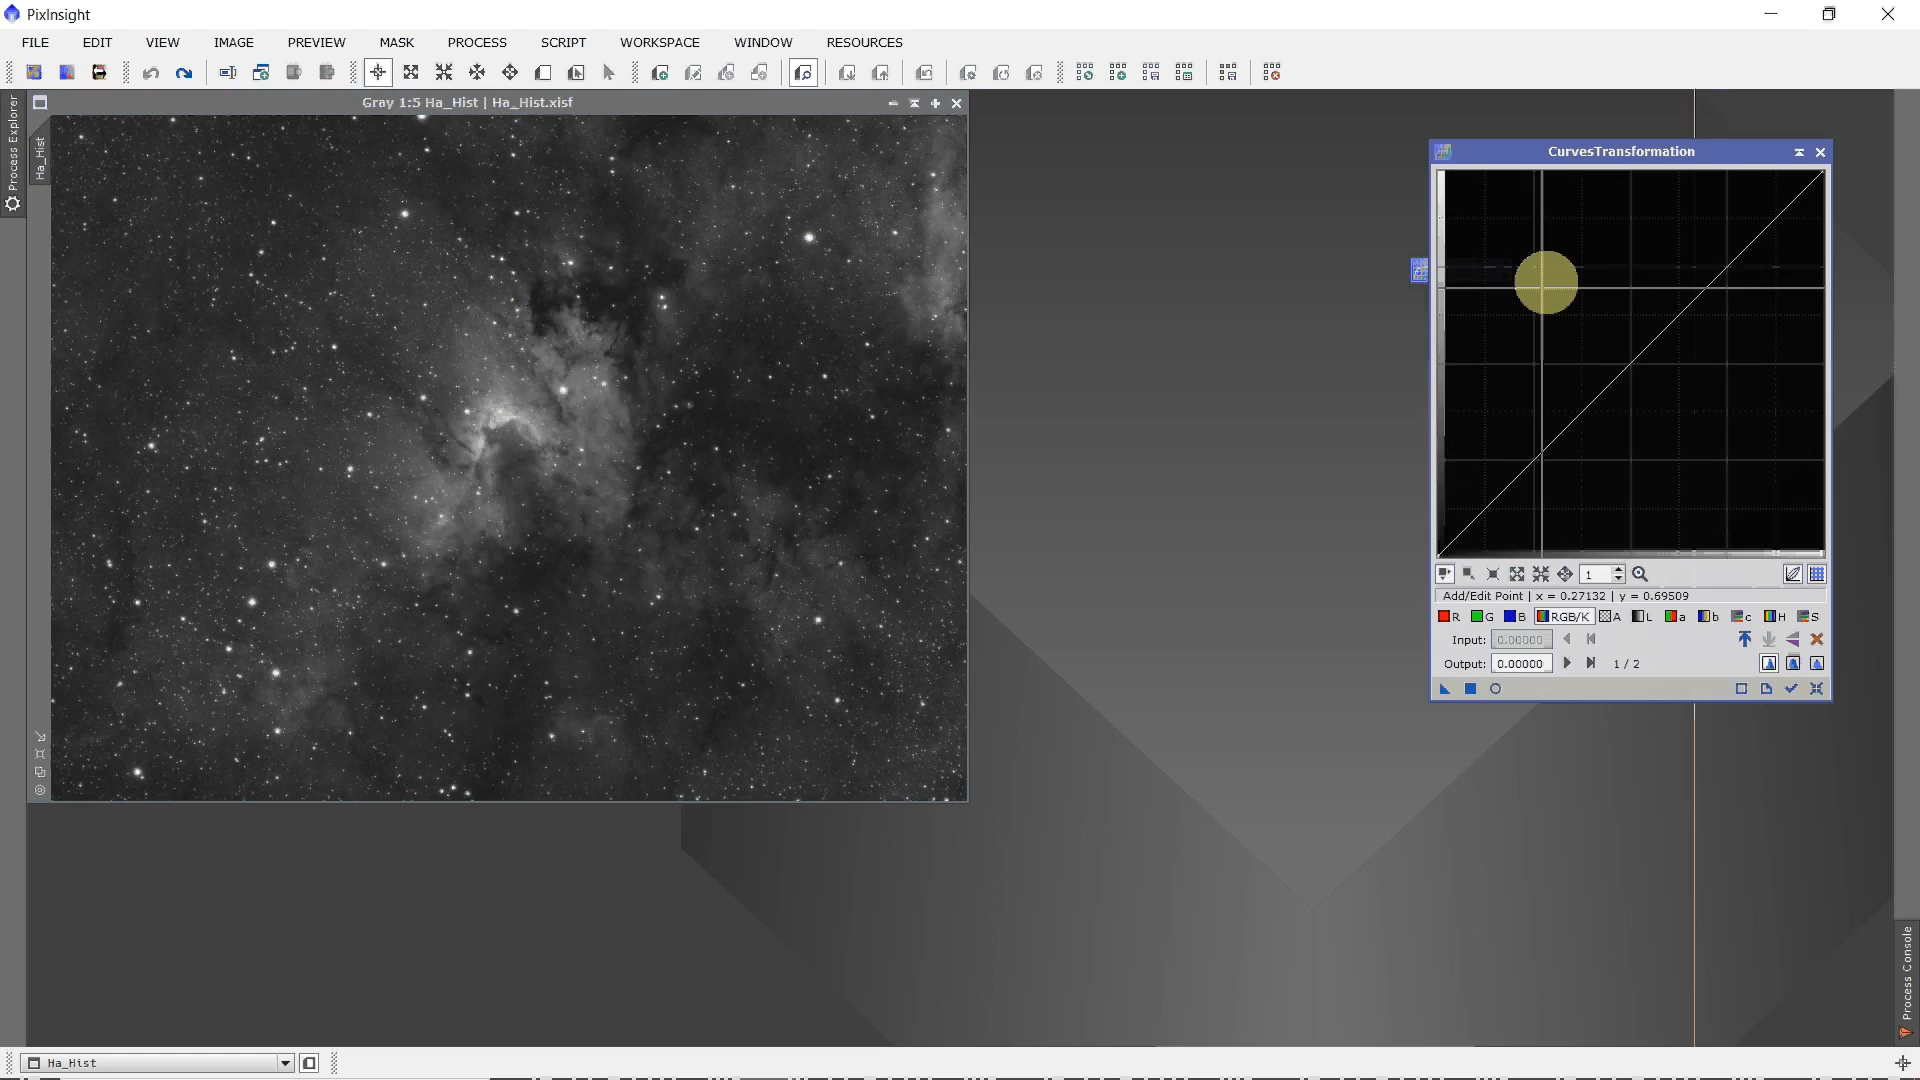 PixInsight
FILE EDIT VIEW IMAGE PREVIEW MASK PROCESS SCRIPT WORKSPACE WINDOW RESOURCES
Process Explorer
Gray 1:5 Ha_Hist | Ha_Hist.xisf
Ha_Hist
CurvesTransformation
1
Add/Edit Point | x = 0.27132 | y = 0.69509
R G B RGB/K A L a b c H S
Input: 0.00000
Output: 0.00000 1 / 2
Process Console
Ha_Hist